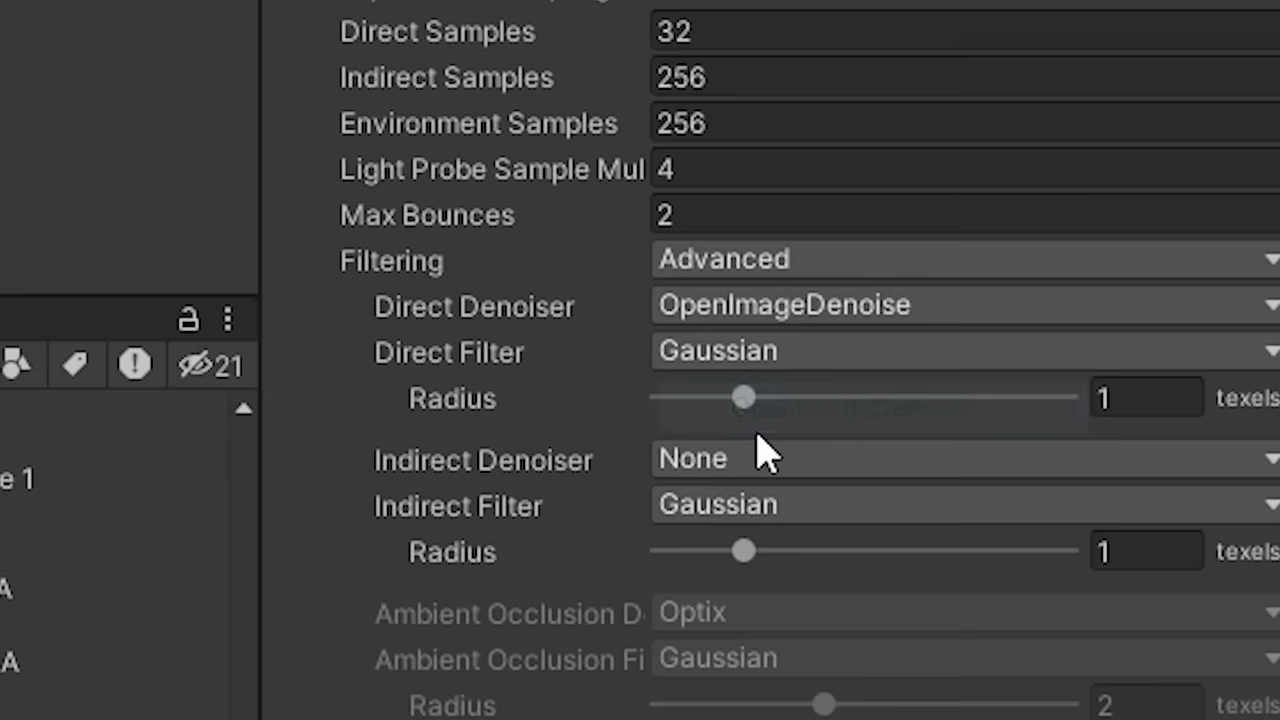 Direct Samples 32
Indirect Samples 256
Environment Samples 256
Light Probe Sample Mul 4
Max Bounces 2
Filtering Advanced
Direct Denoiser OpenImageDenoise
Direct Filter Gaussian
Radius 1 texels
Indirect Denoiser None
Indirect Filter Gaussian
Radius 1 texels
Ambient Occlusion D Optix
Ambient Occlusion Fi Gaussian
Radius 2 texels
21
e 1
A
A